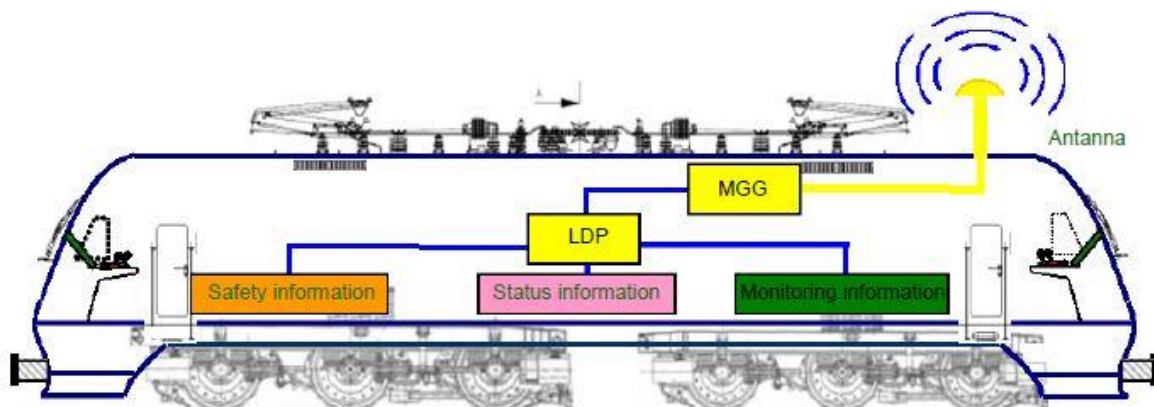 Antanna
MGG
LDP
Safety information
Status information
Monitoring information